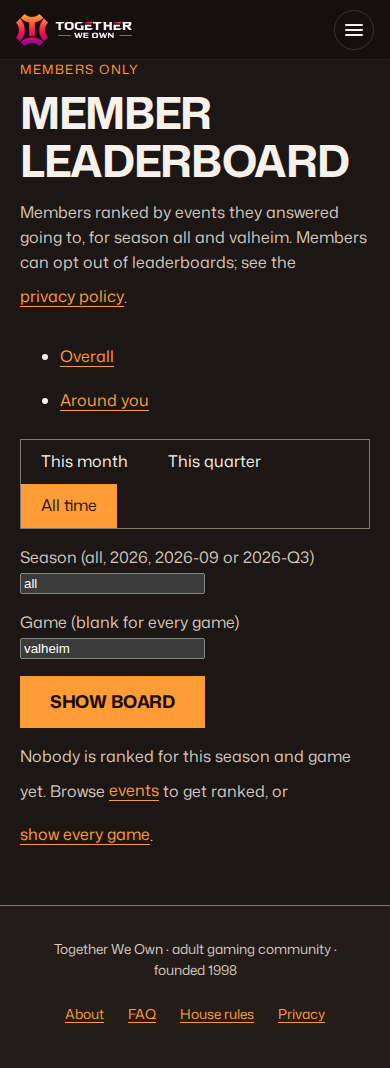 TOGETHER
WE OWN
MEMBERS ONLY
MEMBER
LEADERBOARD
Members ranked by events they answered
going to, for season all and valheim. Members
can opt out of leaderboards; see the
privacy policy.
Overall
Around you
This month
This quarter
All time
Season (all, 2026, 2026-09 or 2026-Q3)
all
Game (blank for every game)
valheim
SHOW BOARD
Nobody is ranked for this season and game
yet. Browse events to get ranked, or
show every game.
Together We Own · adult gaming community ·
founded 1998
About FAQ House rules Privacy